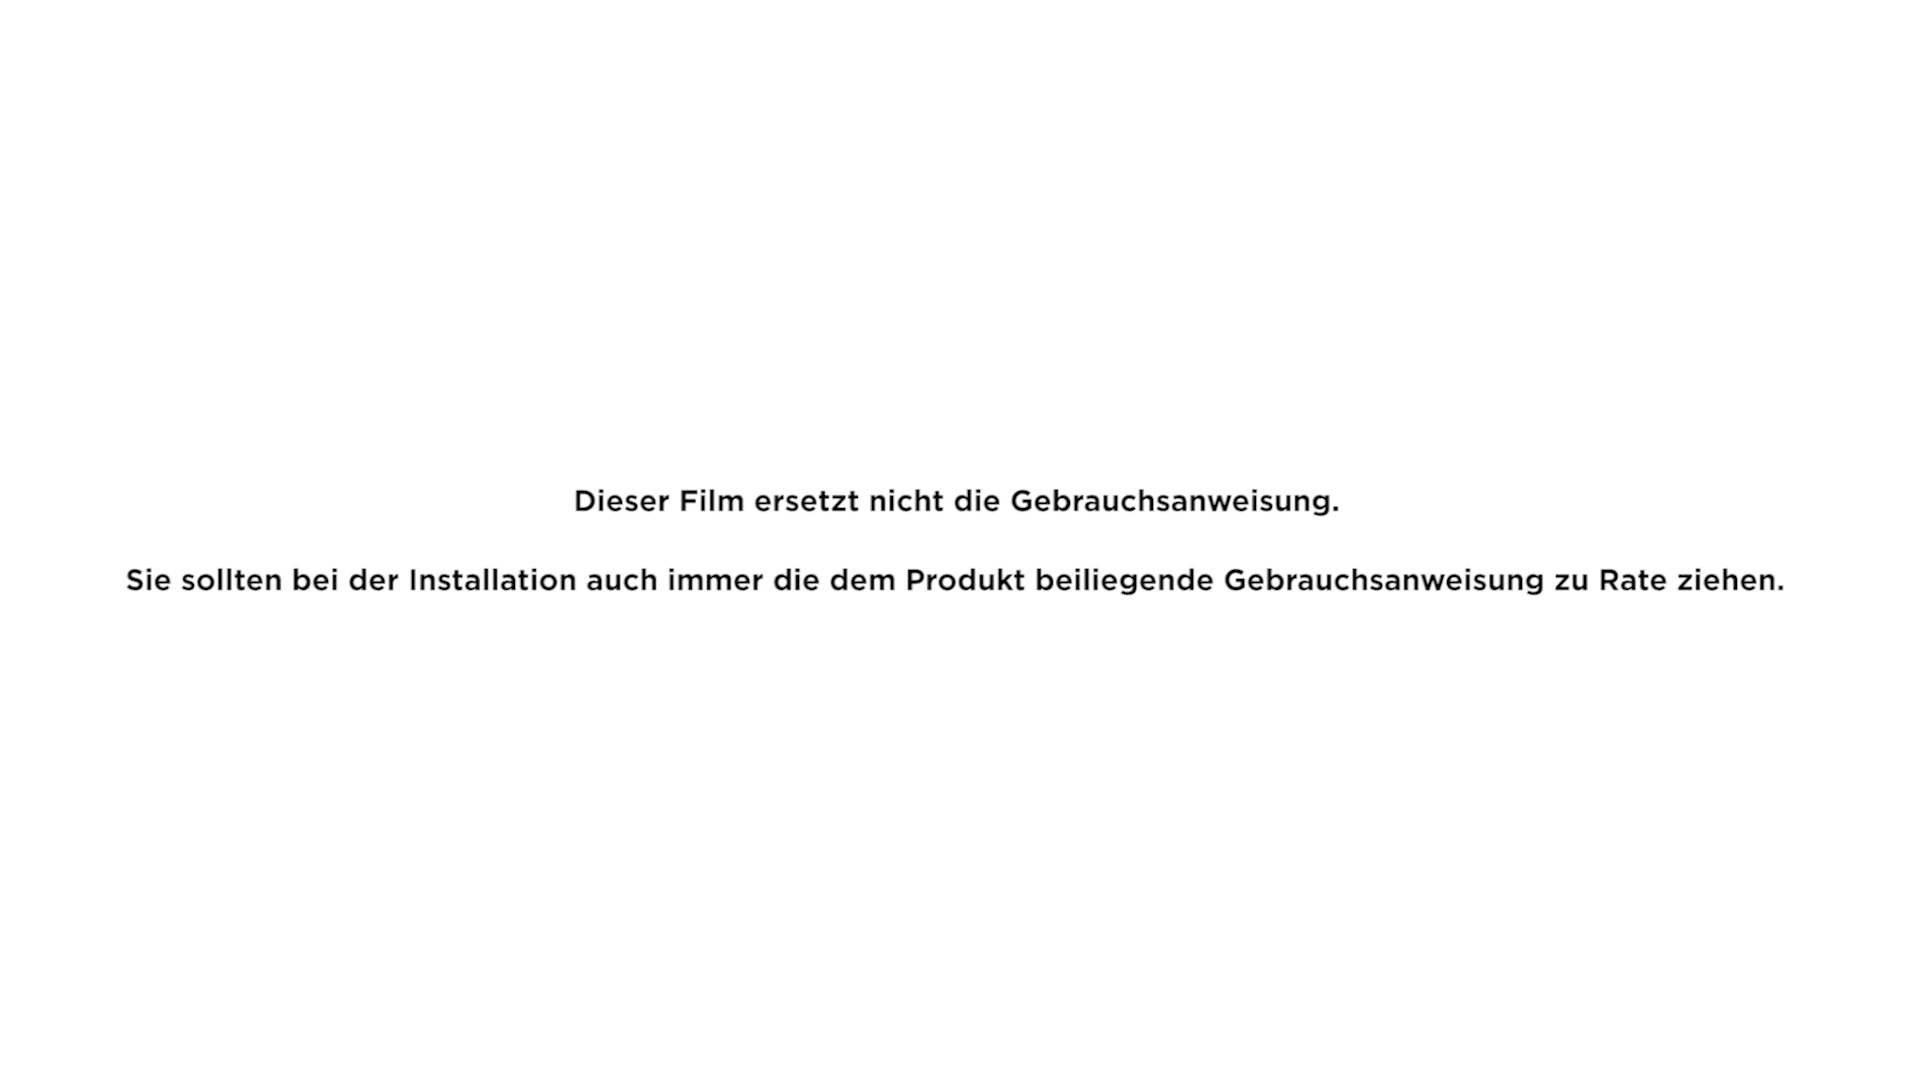 Dieser Film ersetzt nicht die Gebrauchsanweisung.
Sie sollten bei der Installation auch immer die dem Produkt beiliegende Gebrauchsanweisung zu Rate ziehen.